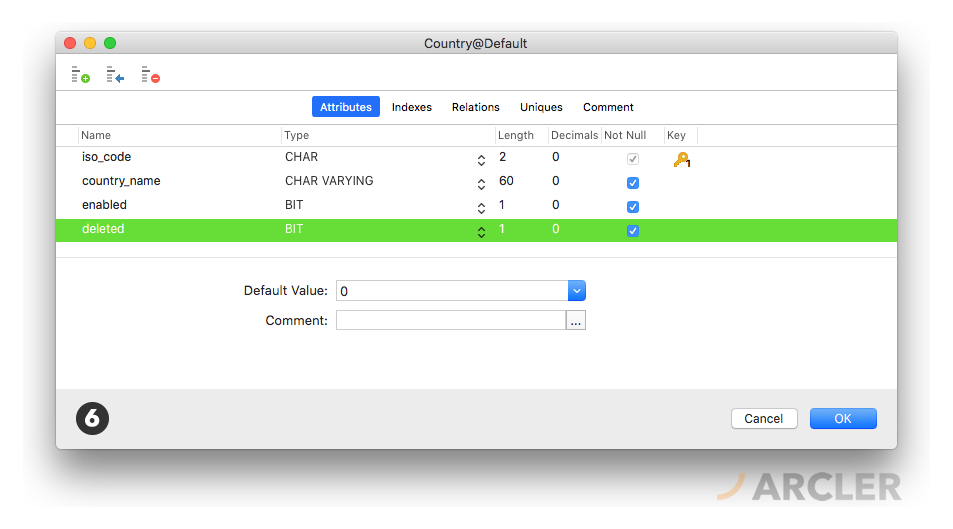 Country@Default
Attributes Indexes Relations Uniques Comment
Name Type Length Decimals Not Null Key
iso_code CHAR 2 0 1
country_name CHAR VARYING 60 0
enabled BIT 1 0
deleted BIT 1 0
Default Value: 0
Comment: ...
6 Cancel OK
ARCLER